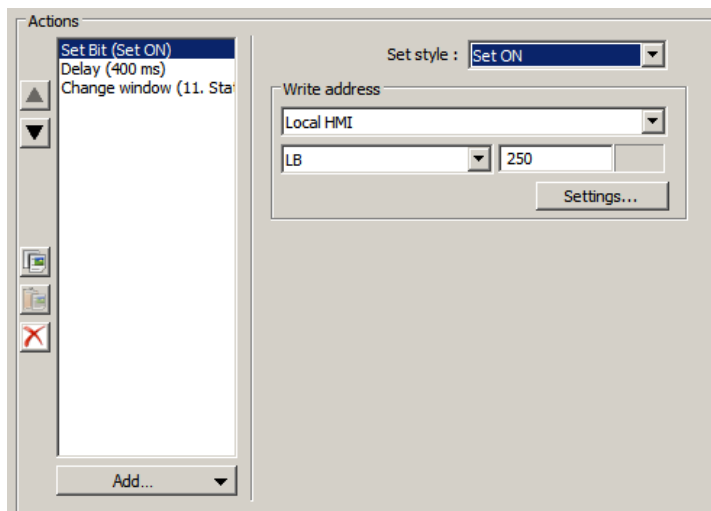 Actions
Set Bit (Set ON)
Delay (400 ms)
Change window (11. Sta
Add...
Set style : Set ON
Write address
Local HMI
LB 250
Settings...